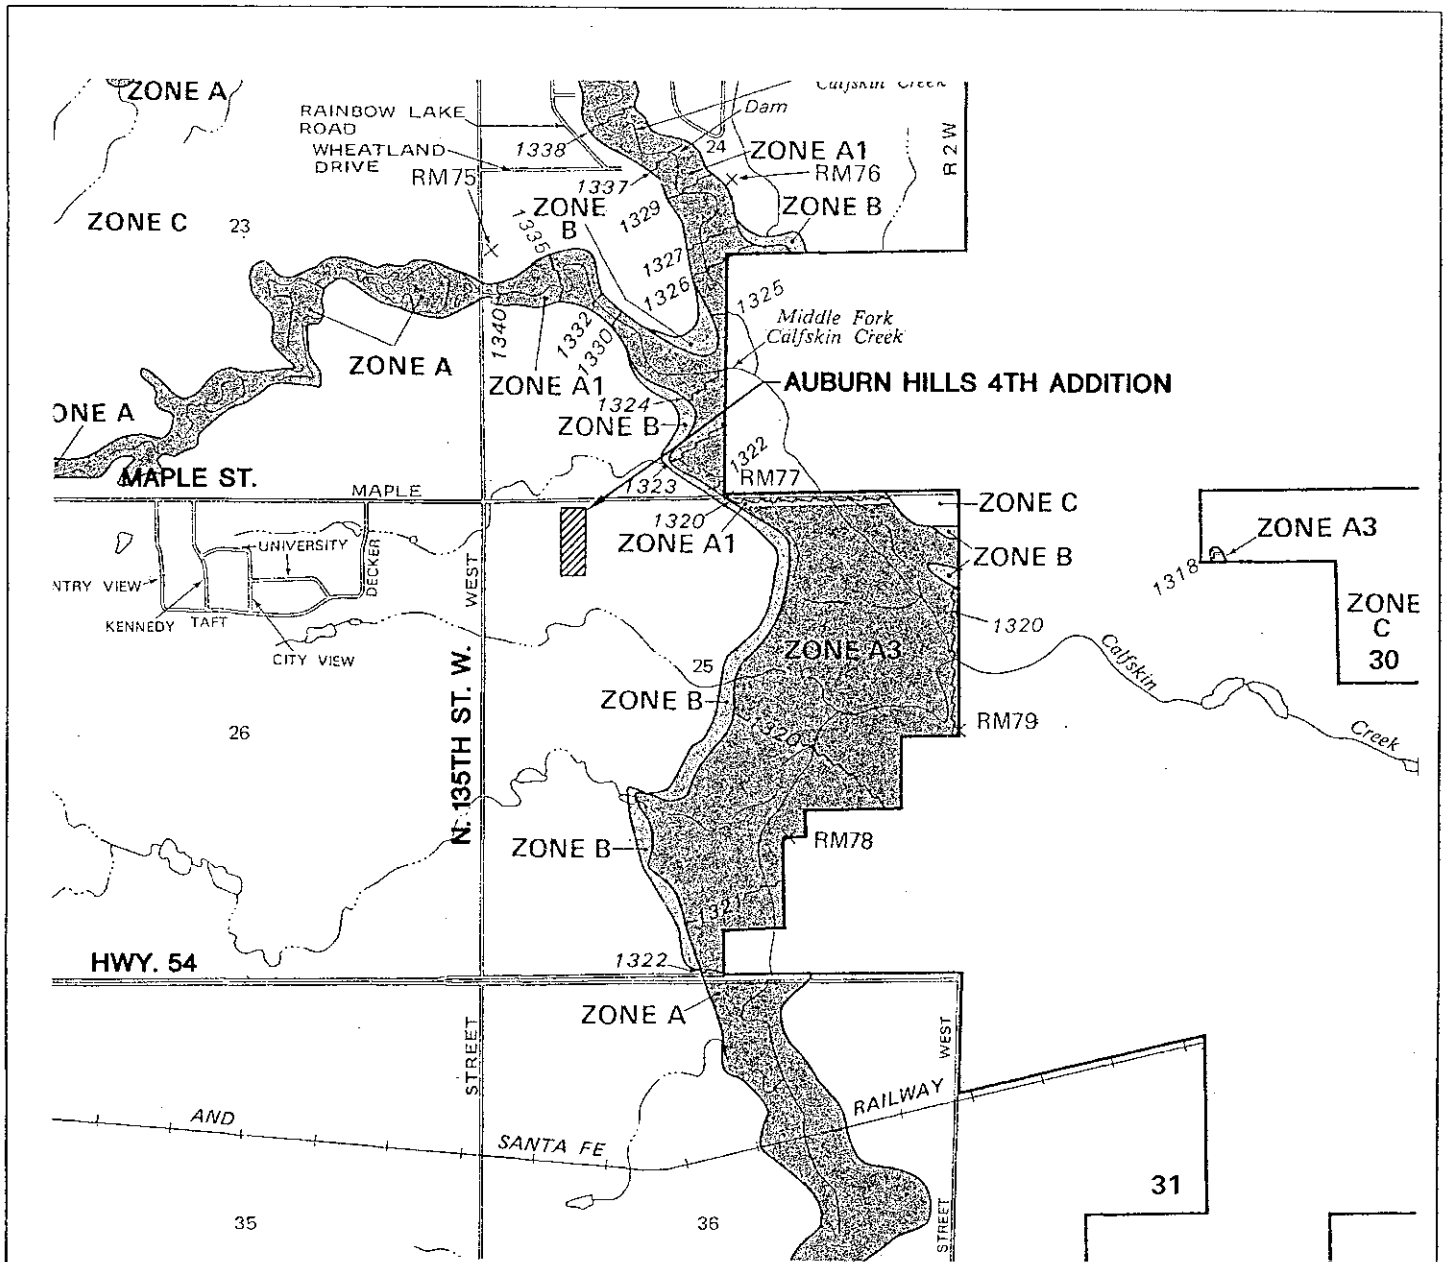 ZONE A
Calfskin Creek
RAINBOW LAKE
ROAD
Dam
1338
24
ZONE A1
WHEATLAND
DRIVE
RM75
RM76
R2W
1337
ZONE
B
1329
ZONE B
ZONE C
23
1335
1327
1326
1325
Middle Fork
Calfskin Creek
1340
1332
1330
ZONE A
ZONE A1
AUBURN HILLS 4TH ADDITION
1324
ONE A
ZONE B
1322
MAPLE ST.
MAPLE
1323
RM77
1320
ZONE A1
ZONE C
ZONE B
ZONE A3
1318
UNIVERSITY
DECKER
WEST
NTRY VIEW
KENNEDY
TAFT
CITY VIEW
ZONE
C
30
1320
Calfskin
Creek
25
ZONE A3
ZONE B
N. 135TH ST. W.
26
RM79
1320
ZONE B
RM78
1321
HWY. 54
1322
ZONE A
STREET
WEST
RAILWAY
AND
SANTA FE
31
35
36
STREET